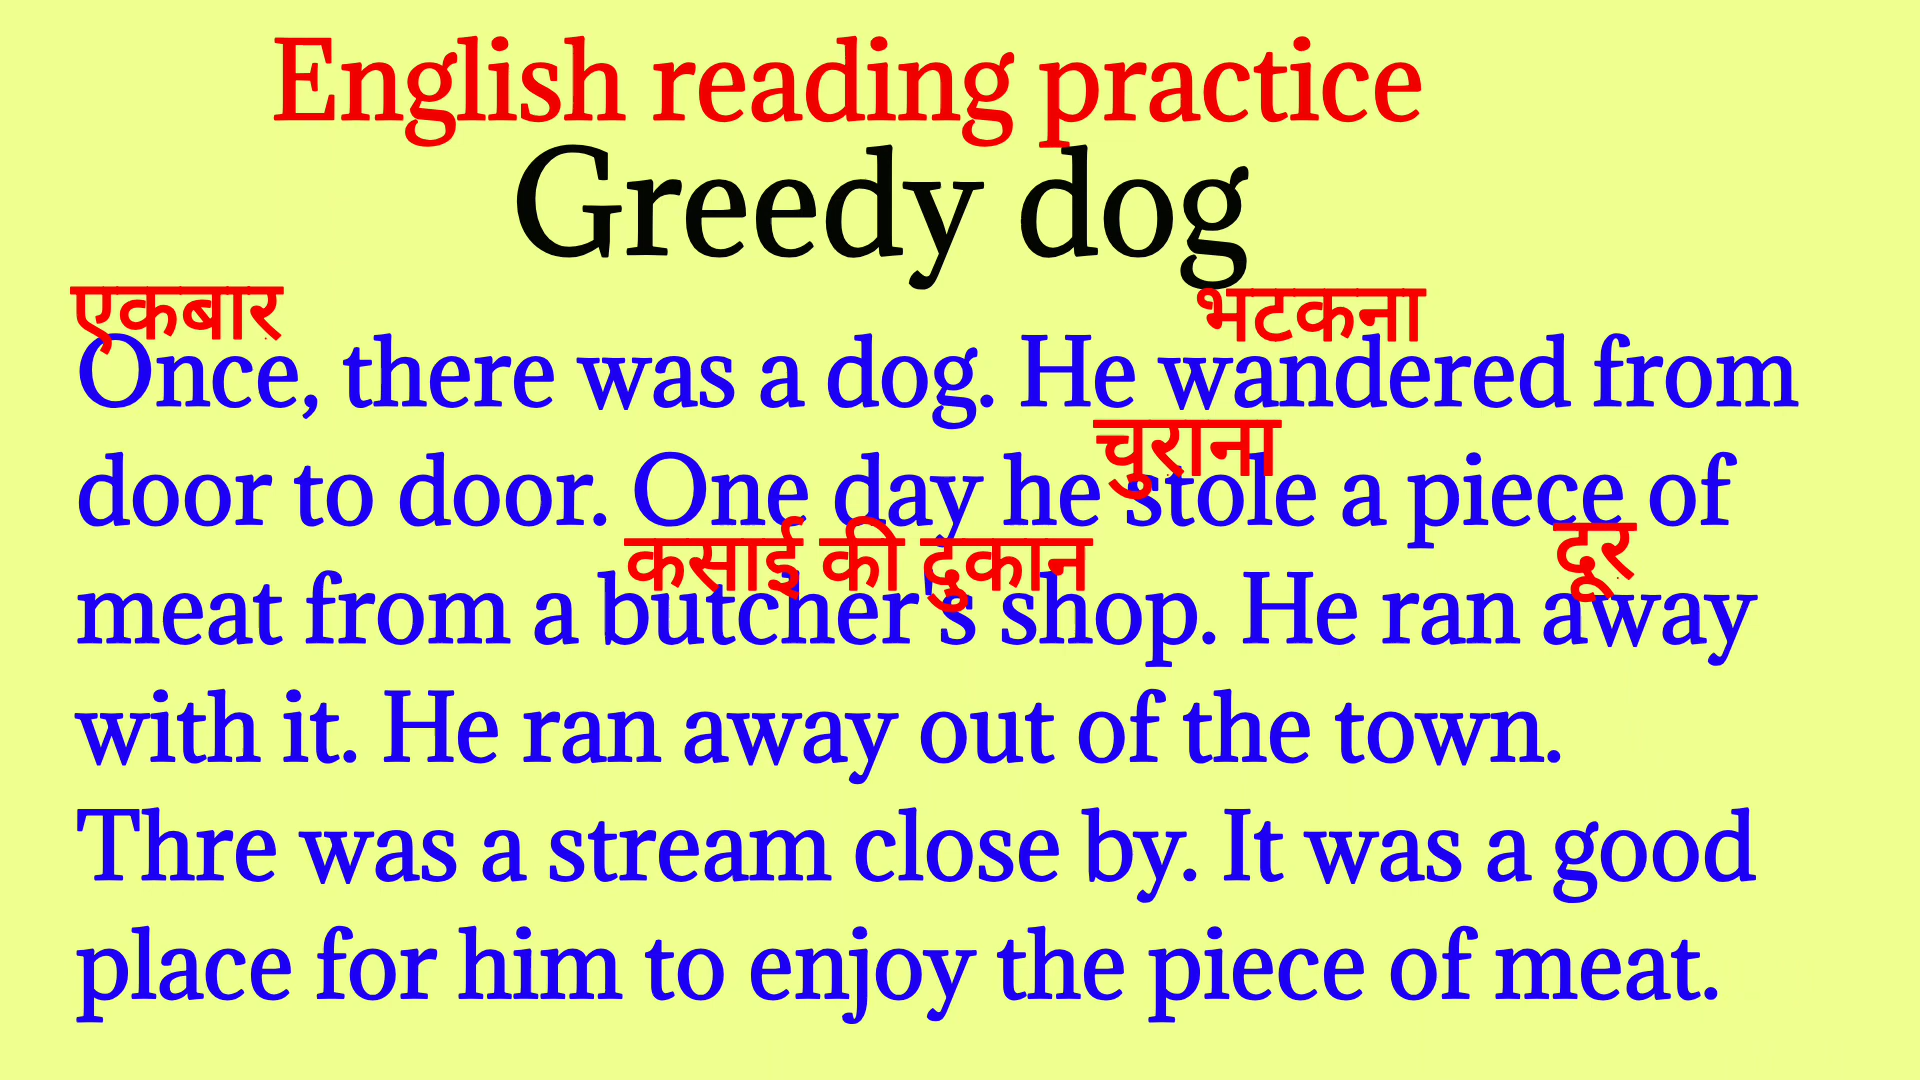 English reading practice
Greedy dog
एकबार भटकना
Once, there was a dog. He wandered from
चुराना
door to door. One day he stole a piece of
कसाई की दुकान दूर
meat from a butcher's shop. He ran away
with it. He ran away out of the town.
Thre was a stream close by. It was a good
place for him to enjoy the piece of meat.